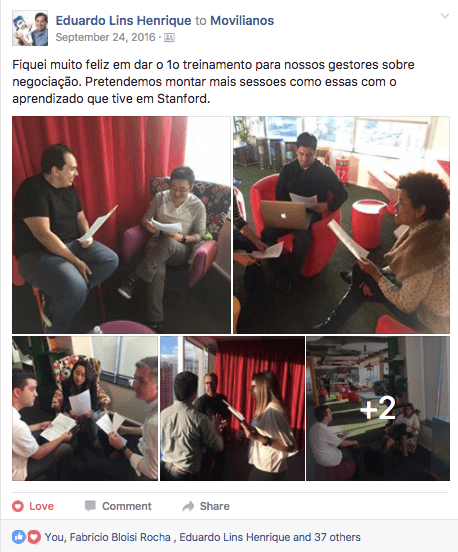 Eduardo Lins Henrique to Movilianos
September 24, 2016 ·
Fiquei muito feliz em dar o 1o treinamento para nossos gestores sobre
negociação. Pretendemos montar mais sessoes como essas com o
aprendizado que tive em Stanford.
+2
Love Comment Share
You, Fabricio Bloisi Rocha , Eduardo Lins Henrique and 37 others